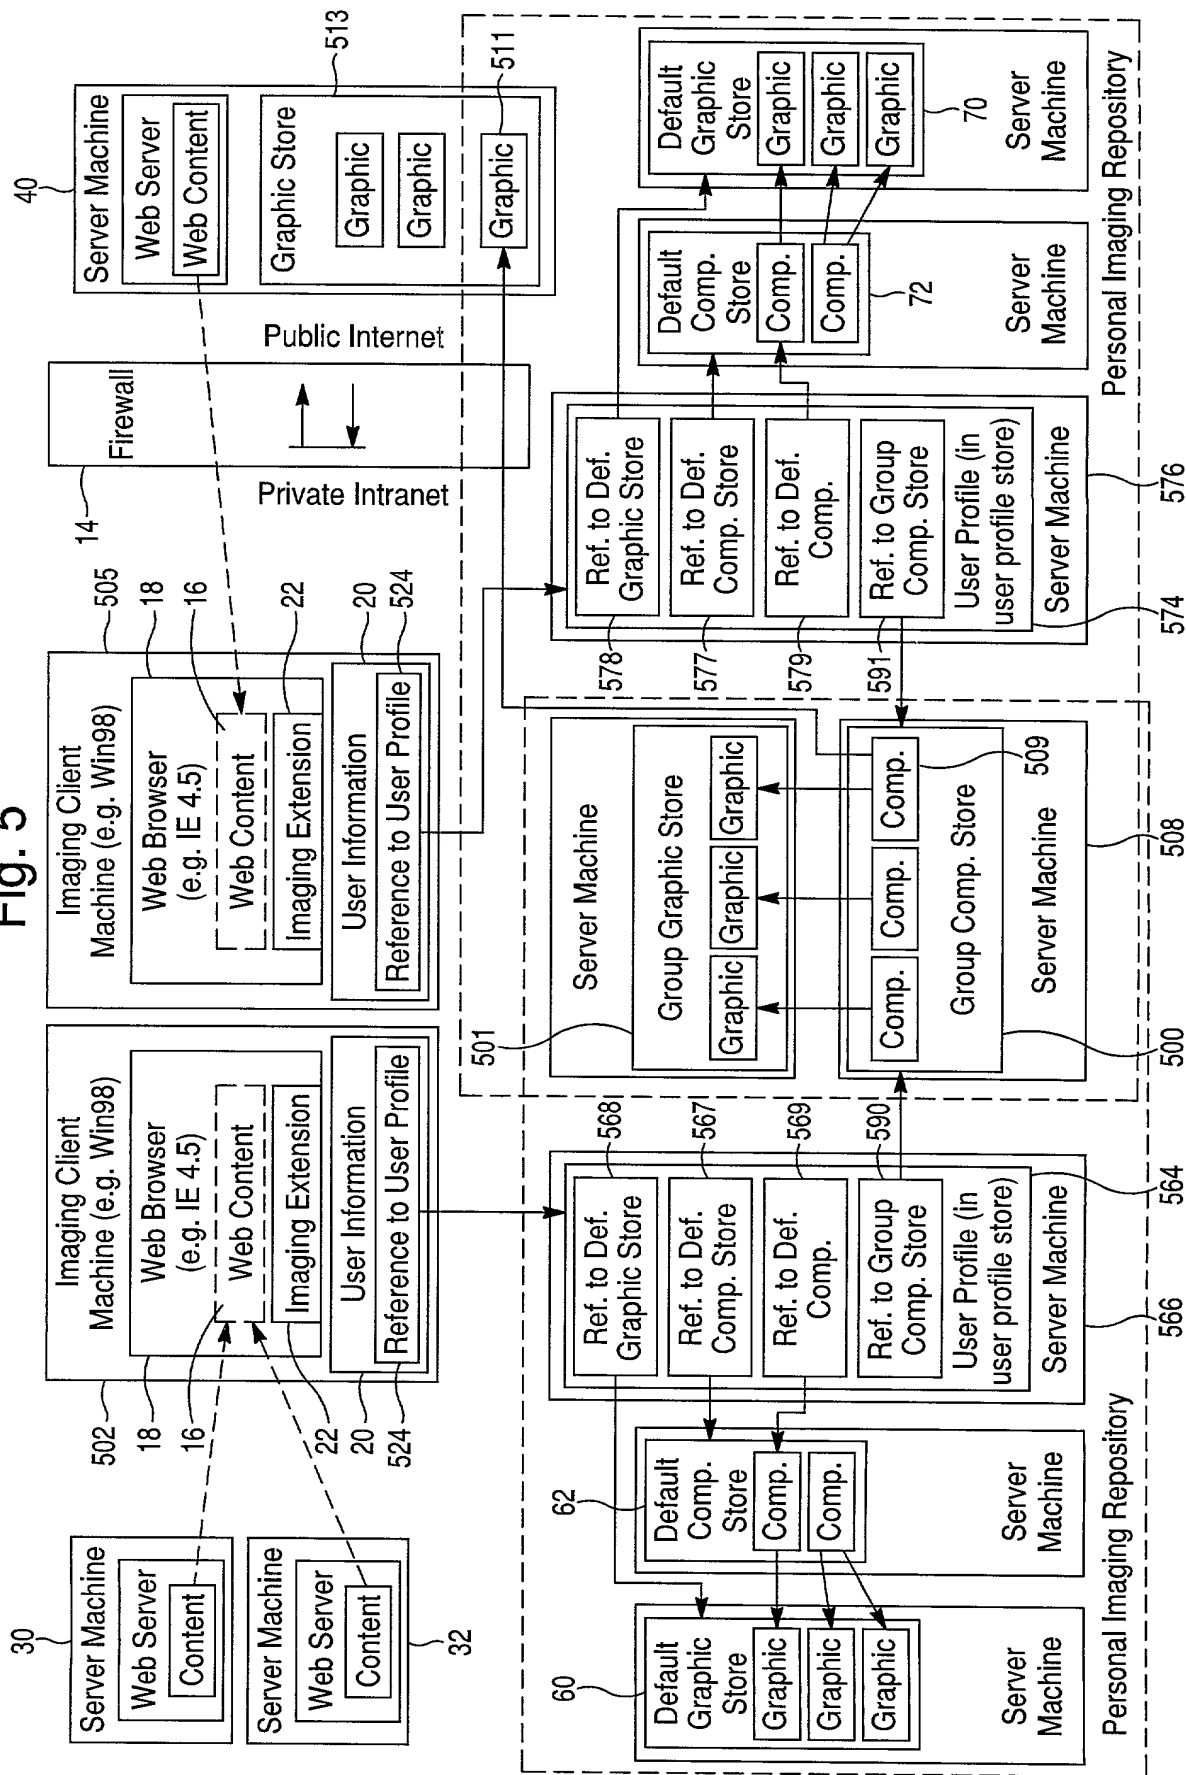 Fig. 5
30
Server Machine
Web Server
Content
Server Machine
Web Server
Content
32
502
Imaging Client
Machine (e.g. Win98)
Web Browser
(e.g. IE 4.5)
Web Content
Imaging Extension
User Information
Reference to User Profile
18
16
22
20
524
Imaging Client
Machine (e.g. Win98)
Web Browser
(e.g. IE 4.5)
Web Content
Imaging Extension
User Information
Reference to User Profile
505
18
16
22
20
524
14
Firewall
Private Intranet
Public Internet
40
Server Machine
Web Server
Web Content
Graphic Store
Graphic
Graphic
Graphic
513
511
60
Default
Graphic
Store
Graphic
Graphic
Graphic
Server
Machine
62
Default
Comp.
Store
Comp.
Comp.
Server
Machine
Personal Imaging Repository
Ref. to Def.
Graphic Store
Ref. to Def.
Comp. Store
Ref. to Def.
Comp.
Ref. to Group
Comp. Store
User Profile (in
user profile store)
Server Machine
568
567
569
590
564
566
501
Server Machine
Group Graphic Store
Graphic
Graphic
Graphic
Comp.
Comp.
Comp.
509
Group Comp. Store
Server Machine
500
508
578
577
579
591
Ref. to Def.
Graphic Store
Ref. to Def.
Comp. Store
Ref. to Def.
Comp.
Ref. to Group
Comp. Store
User Profile (in
user profile store)
Server Machine
574
576
Default
Comp.
Store
Comp.
Comp.
72
Server
Machine
Default
Graphic
Store
Graphic
Graphic
Graphic
70
Server
Machine
Personal Imaging Repository